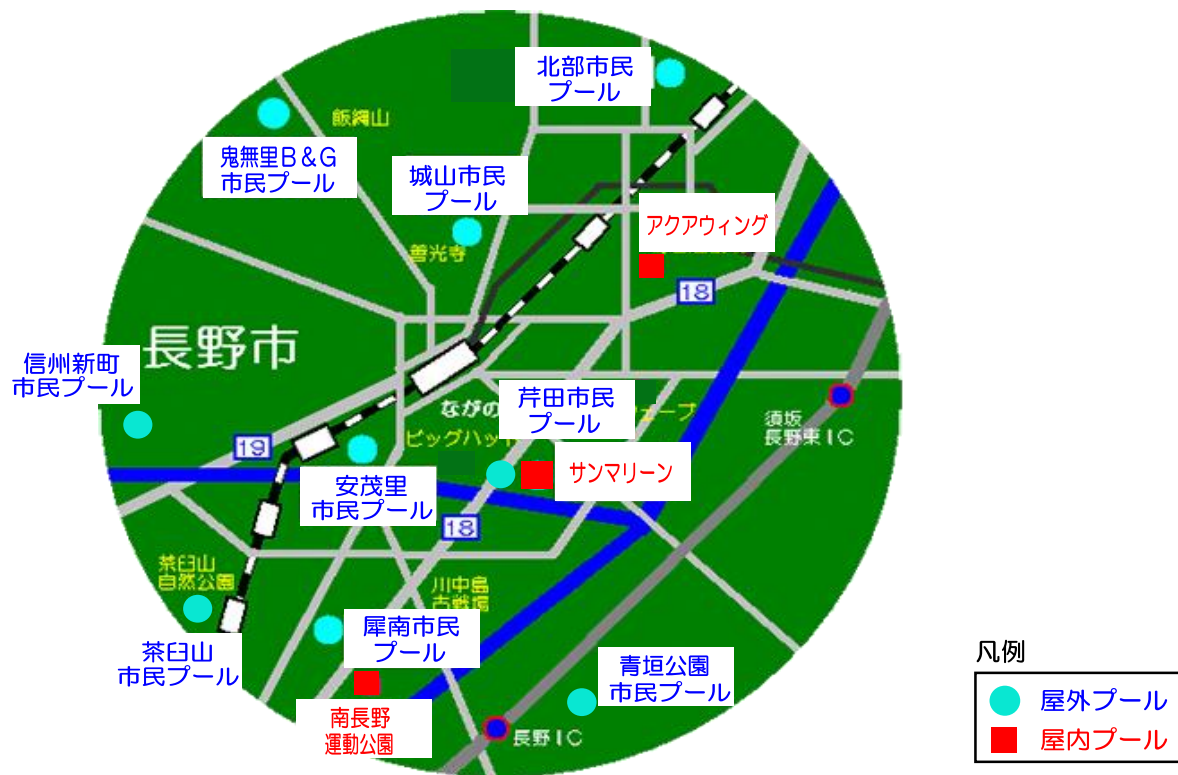 北部市民
プール
飯綱山
鬼無里B&G
市民プール
城山市民
プール
アクアウィング
善光寺
18
長野市
信州新町
市民プール
芹田市民
プール
ながの
ェーブ
須坂
長野東IC
19
ビッグハット
サンマリーン
安茂里
市民プール
18
茶臼山
自然公園
川中島
古戦場
犀南市民
プール
茶臼山
市民プール
青垣公園
市民プール
南長野
運動公園
長野IC
凡例
屋外プール
屋内プール